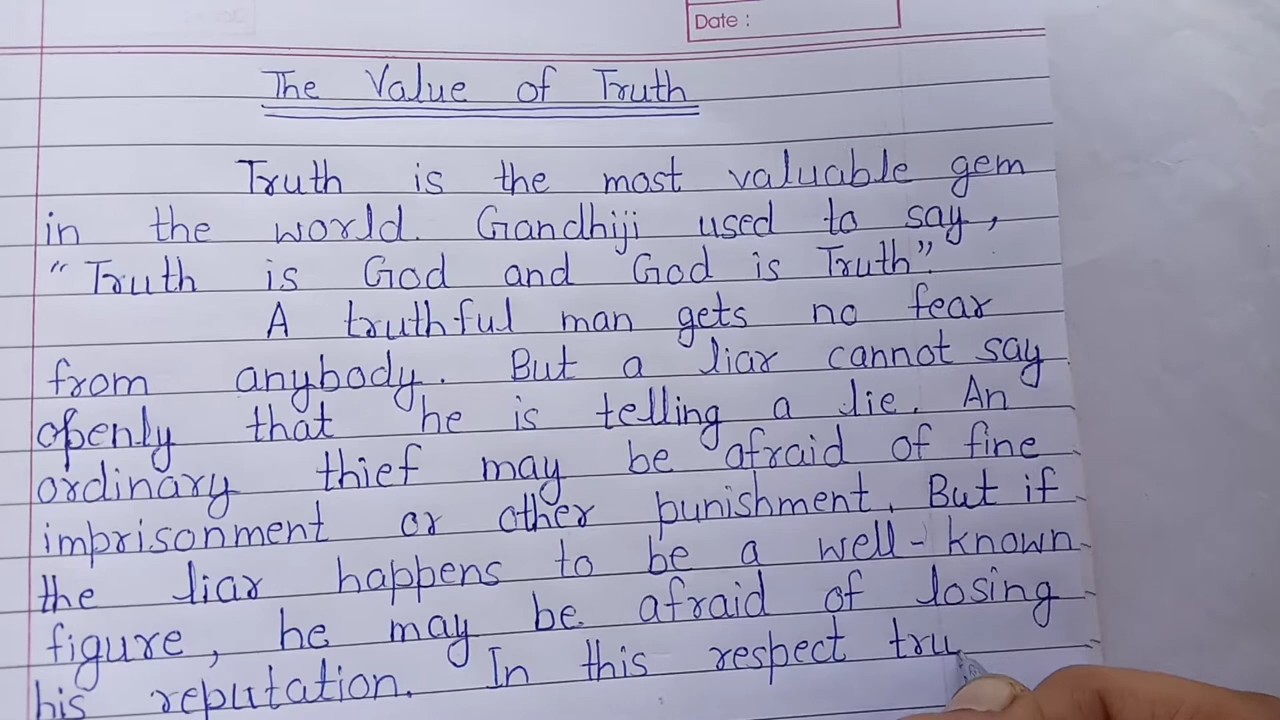 Date :
The Value of Truth
Truth is the most valuable gem
in the world. Gandhiji used to say,
"Truth is God and God is Truth".
A truthful man gets no fear
from anybody. But a liar cannot say
openly that he is telling a lie. An
ordinary thief may be afraid of fine
imprisonment or other punishment. But if
the liar happens to be a well-known
figure, he may be afraid of losing
his reputation. In this respect tru